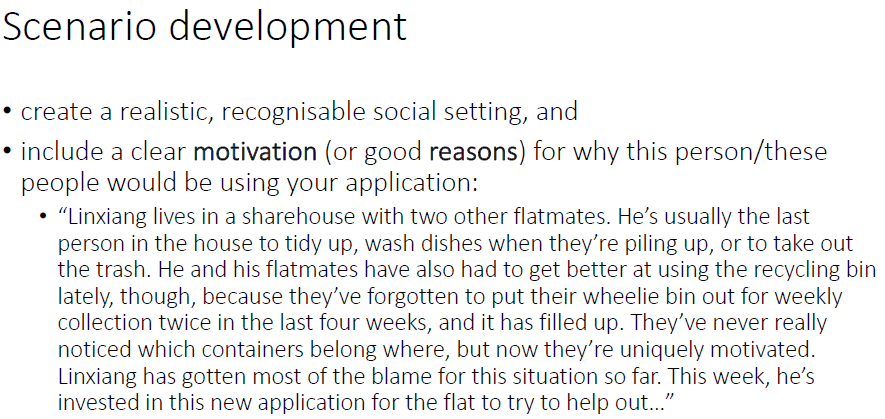 Scenario development
• create a realistic, recognisable social setting, and
• include a clear motivation (or good reasons) for why this person/these
people would be using your application:
• “Linxiang lives in a sharehouse with two other flatmates. He’s usually the last
person in the house to tidy up, wash dishes when they’re piling up, or to take out
the trash. He and his flatmates have also had to get better at using the recycling bin
lately, though, because they’ve forgotten to put their wheelie bin out for weekly
collection twice in the last four weeks, and it has filled up. They’ve never really
noticed which containers belong where, but now they’re uniquely motivated.
Linxiang has gotten most of the blame for this situation so far. This week, he’s
invested in this new application for the flat to try to help out…”